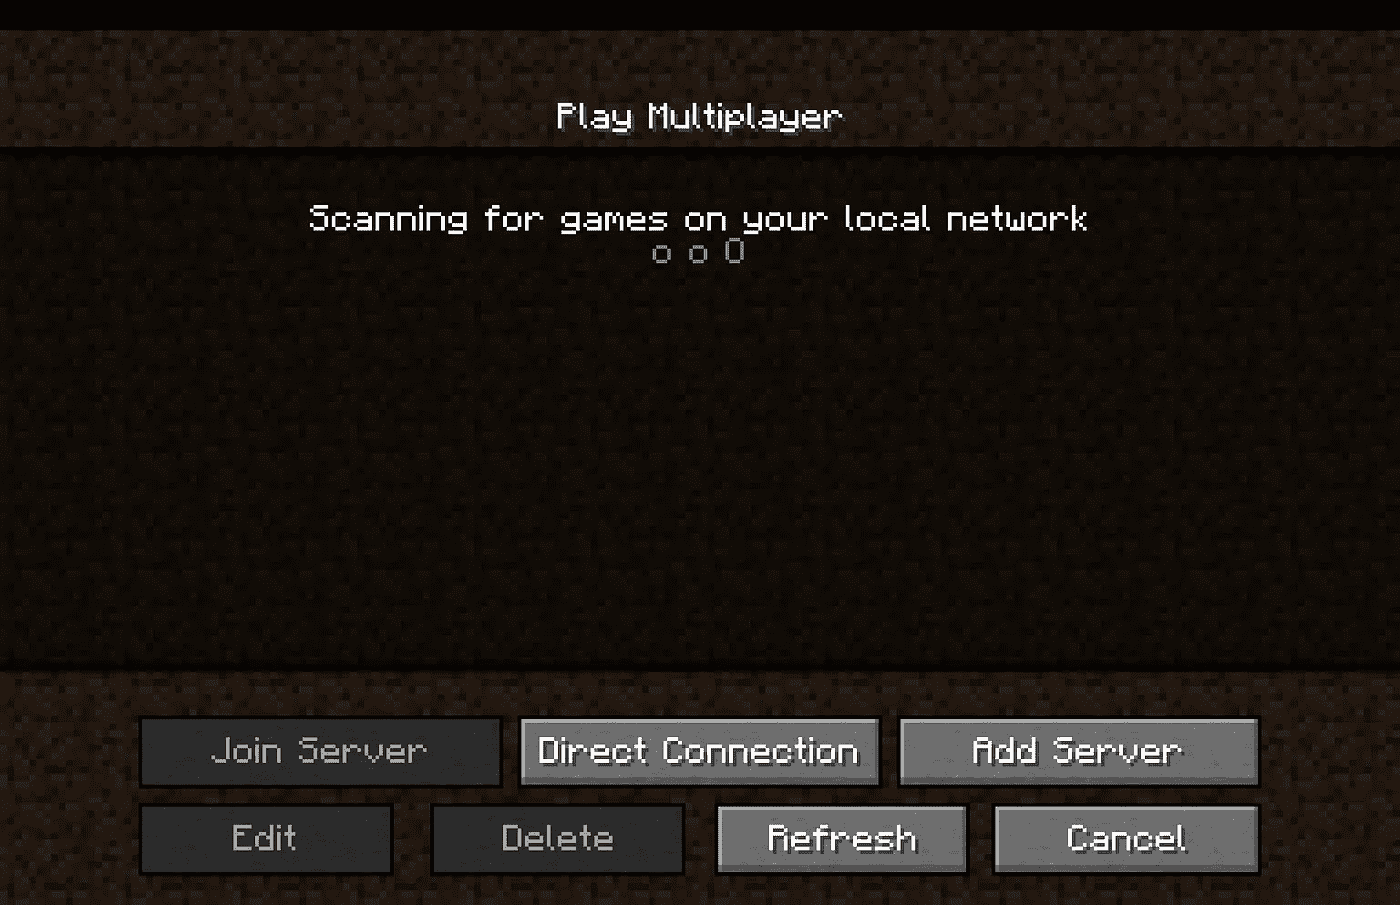 Play Multiplayer
Scanning for games on your local network
o o O
Join Server
Direct Connection
Add Server
Edit
Delete
Refresh
Cancel